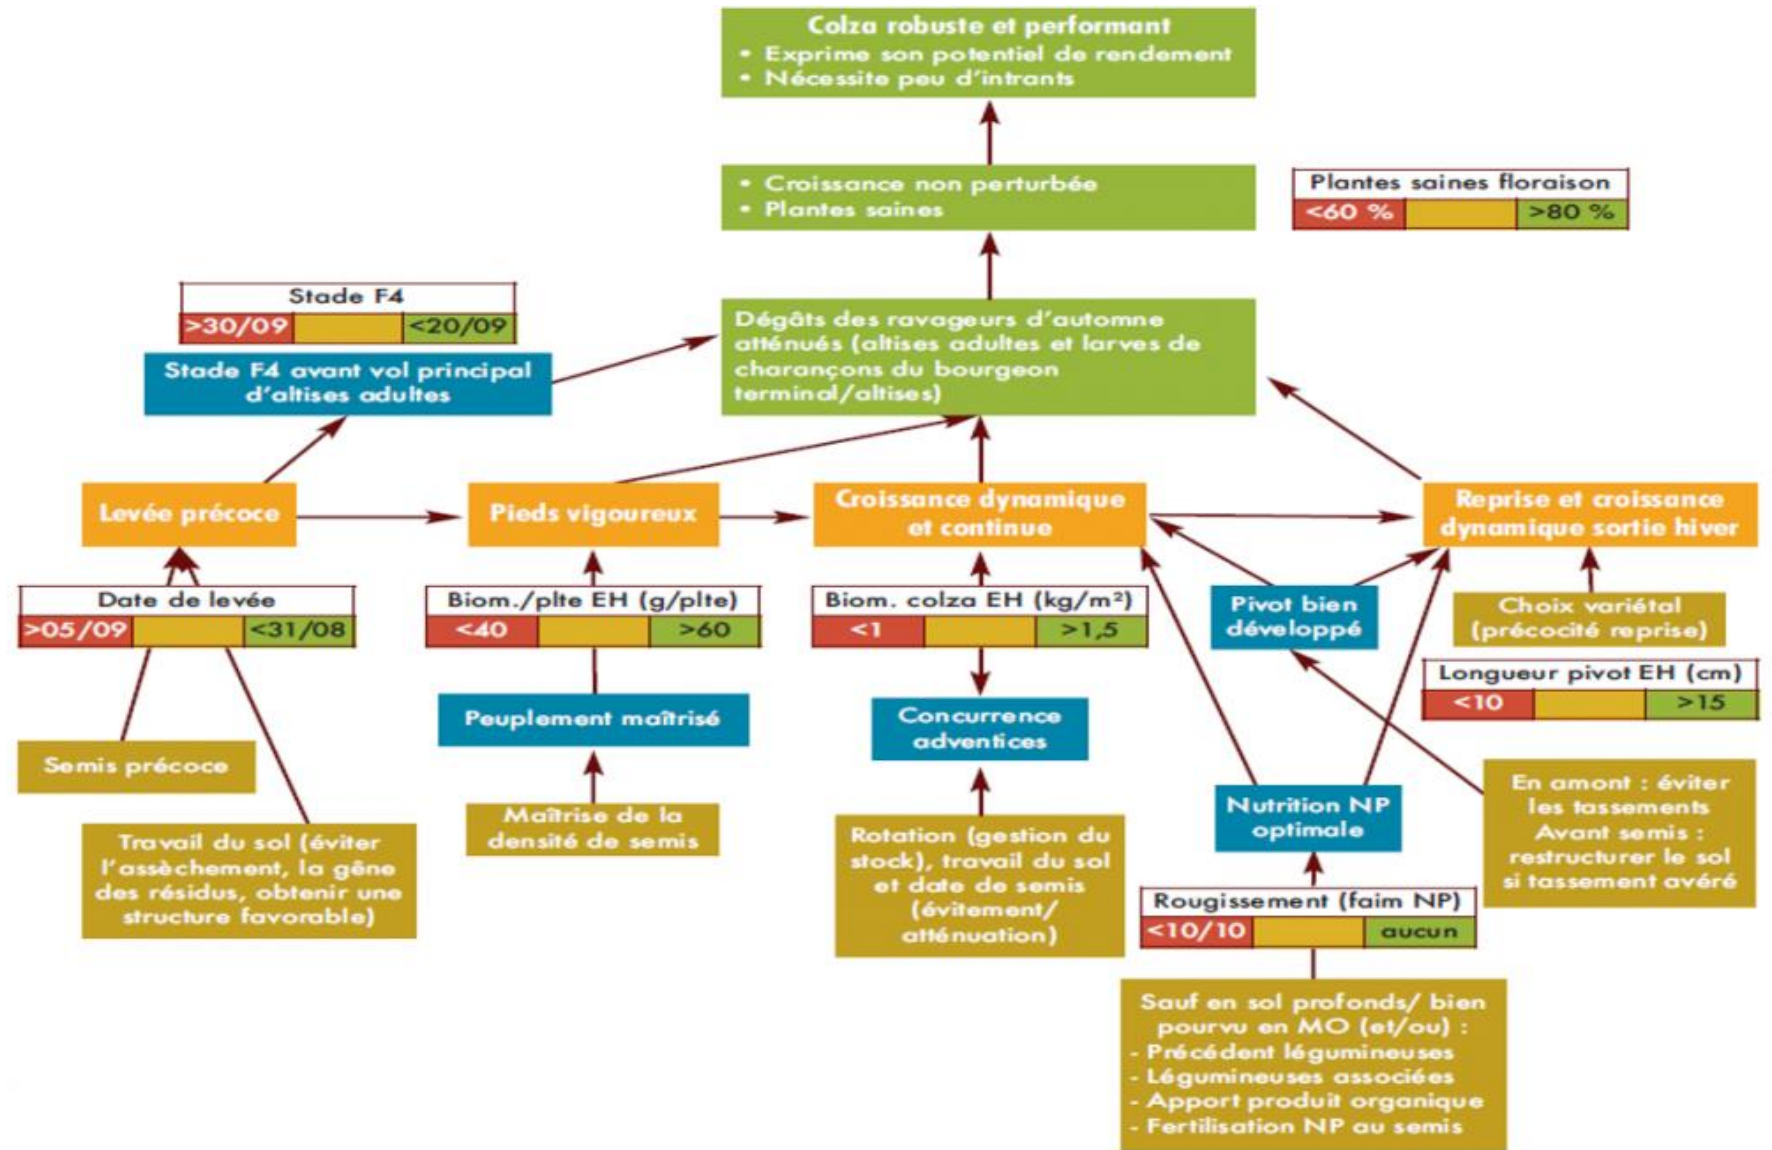 Colza robuste et performant
• Exprime son potentiel de rendement
• Nécessite peu d'intrants
• Croissance non perturbée
• Plantes saines
Plantes saines floraison
<60 %
>80 %
Stade F4
>30/09
<20/09
Stade F4 avant vol principal
d'altises adultes
Dégâts des ravageurs d'automne
atténués (altises adultes et larves de
charançons du bourgeon
terminal/altises)
Levée précoce
Pieds vigoureux
Croissance dynamique
et continue
Reprise et croissance
dynamique sortie hiver
Date de levée
>05/09
<31/08
Biom./plte EH (g/plte)
<40
>60
Biom. colza EH (kg/m²)
<1
>1,5
Pivot bien
développé
Choix variétal
(précocité reprise)
Longueur pivot EH (cm)
<10
>15
Peuplement maîtrisé
Concurrence
adventices
Semis précoce
Travail du sol (éviter
l'assèchement, la gêne
des résidus, obtenir une
structure favorable)
Maîtrise de la
densité de semis
Rotation (gestion du
stock), travail du sol
et date de semis
(évitement/
atténuation)
Nutrition NP
optimale
En amont : éviter
les tassements
Avant semis :
restructurer le sol
si tassement avéré
Rougissement (faim NP)
<10/10
aucun
Sauf en sol profonds/ bien
pourvu en MO (et/ou) :
- Précédent légumineuses
- Légumineuses associées
- Apport produit organique
- Fertilisation NP au semis